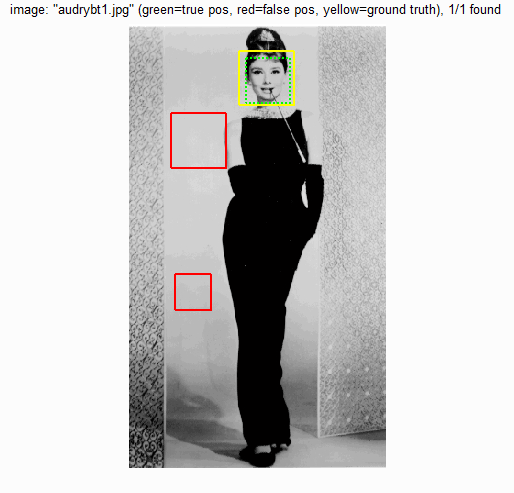 image: "audrybt1.jpg" (green=true pos, red=false pos, yellow=ground truth), 1/1 found